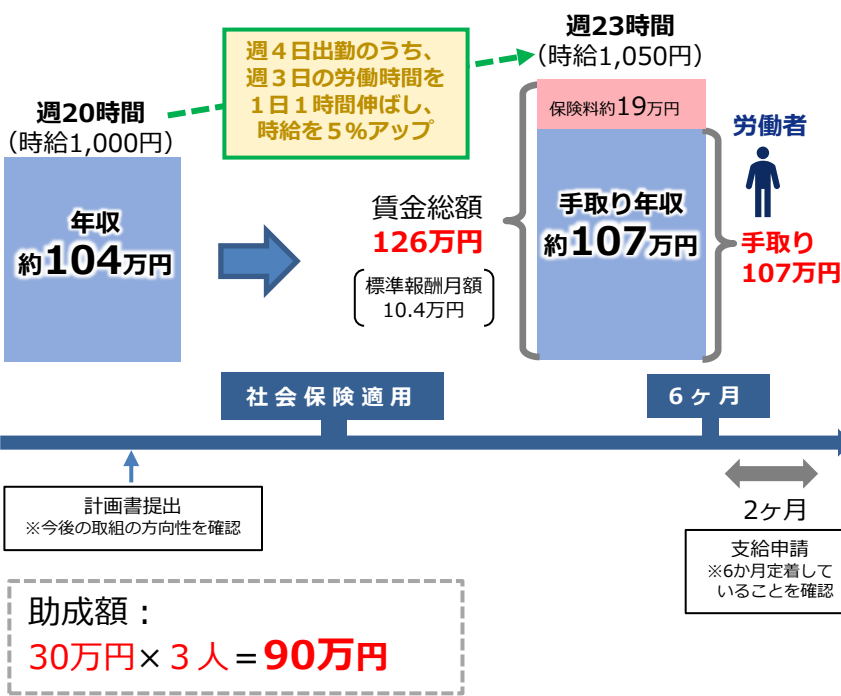 週20時間
(時給1,000円)
週４日出勤のうち、
週３日の労働時間を
１日１時間伸ばし、
時給を５%アップ
週23時間
(時給1,050円)
年収
約104万円
賃金総額
126万円
標準報酬月額
10.4万円
保険料約19万円
手取り年収
約107万円
労働者
手取り
107万円
社会保険適用
６ヶ月
計画書提出
※今後の取組の方向性を確認
2ヶ月
支給申請
※6か月定着して
いることを確認
助成額：
30万円×３人＝90万円